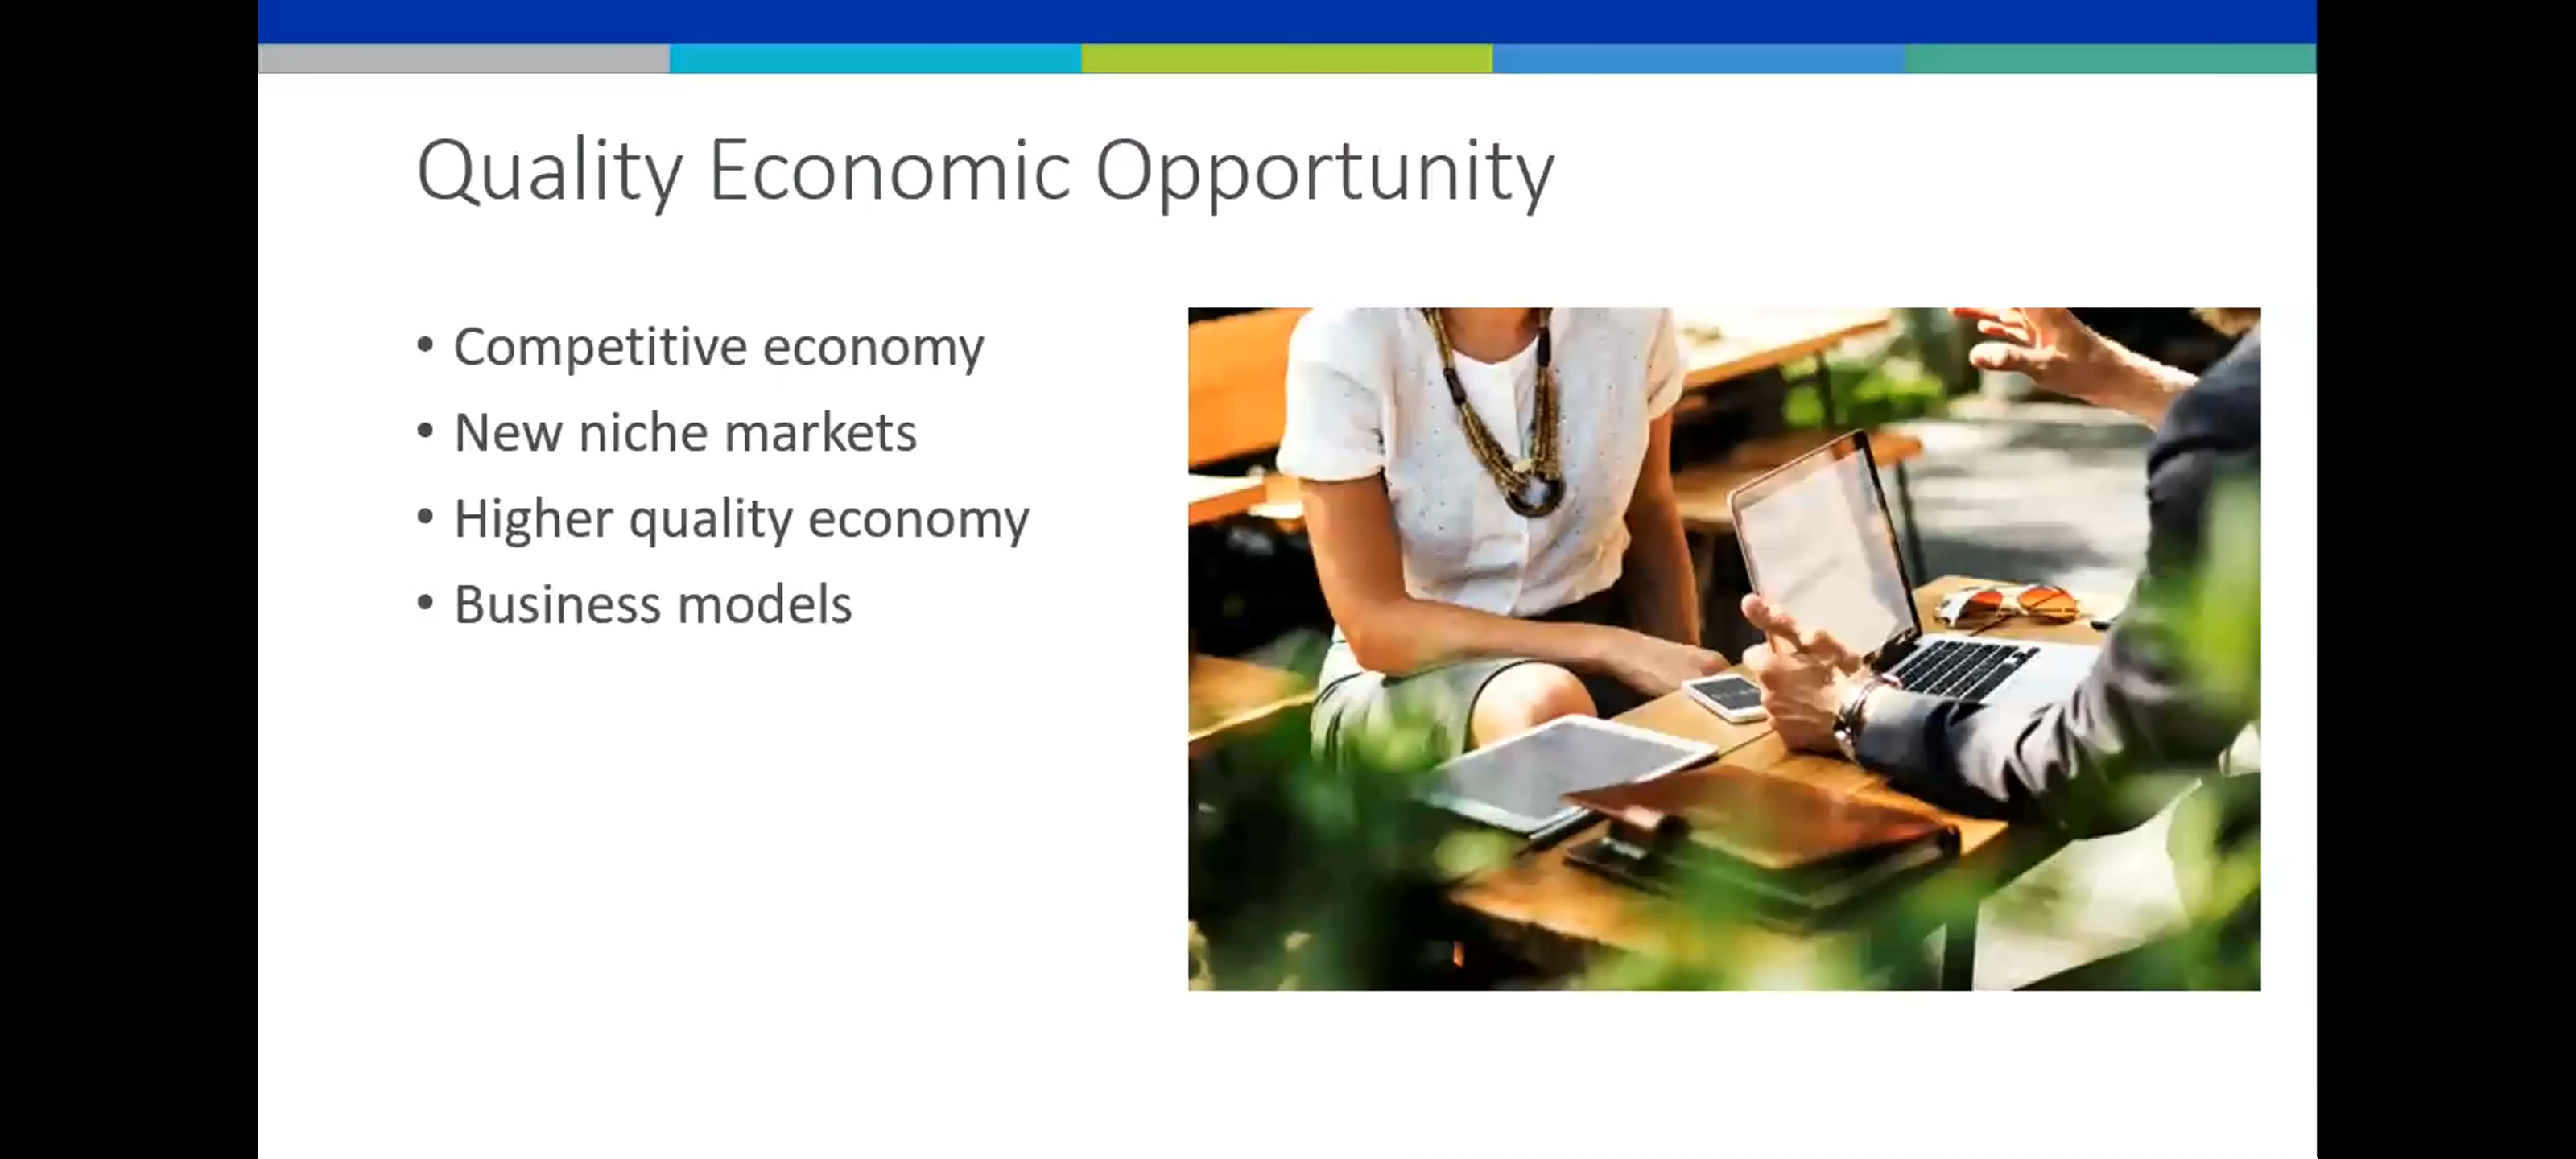 Quality Economic Opportunity
• Competitive economy
• New niche markets
• Higher quality economy
• Business models